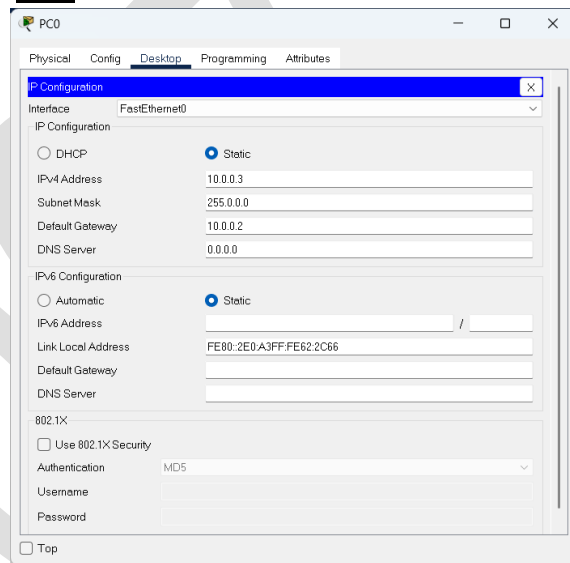 PC0
Physical Config Desktop Programming Attributes
IP Configuration X
Interface FastEthernet0
IP Configuration
DHCP Static
IPv4 Address 10.0.0.3
Subnet Mask 255.0.0.0
Default Gateway 10.0.0.2
DNS Server 0.0.0.0
IPv6 Configuration
Automatic Static
IPv6 Address /
Link Local Address FE80::2E0:A3FF:FE62:2C66
Default Gateway
DNS Server
802.1X
Use 802.1X Security
Authentication MD5
Username
Password
Top